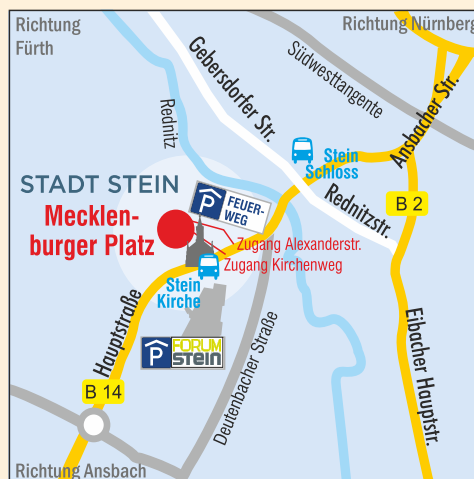 Richtung
Fürth
Richtung Nürnberg
Südwesttangente
Gebersdorfer Str.
Ansbacher Str.
Rednitz
Stein
Schloss
STADT STEIN
Mecklen-
burger Platz
P
FEUER-
WEG
Rednitzstr.
B 2
Zugang Alexanderstr.
Zugang Kirchenweg
Stein
Kirche
Hauptstraße
P
FORUM
STEIN
Deutenbacher Straße
Eibacher Hauptstr.
B 14
Richtung Ansbach